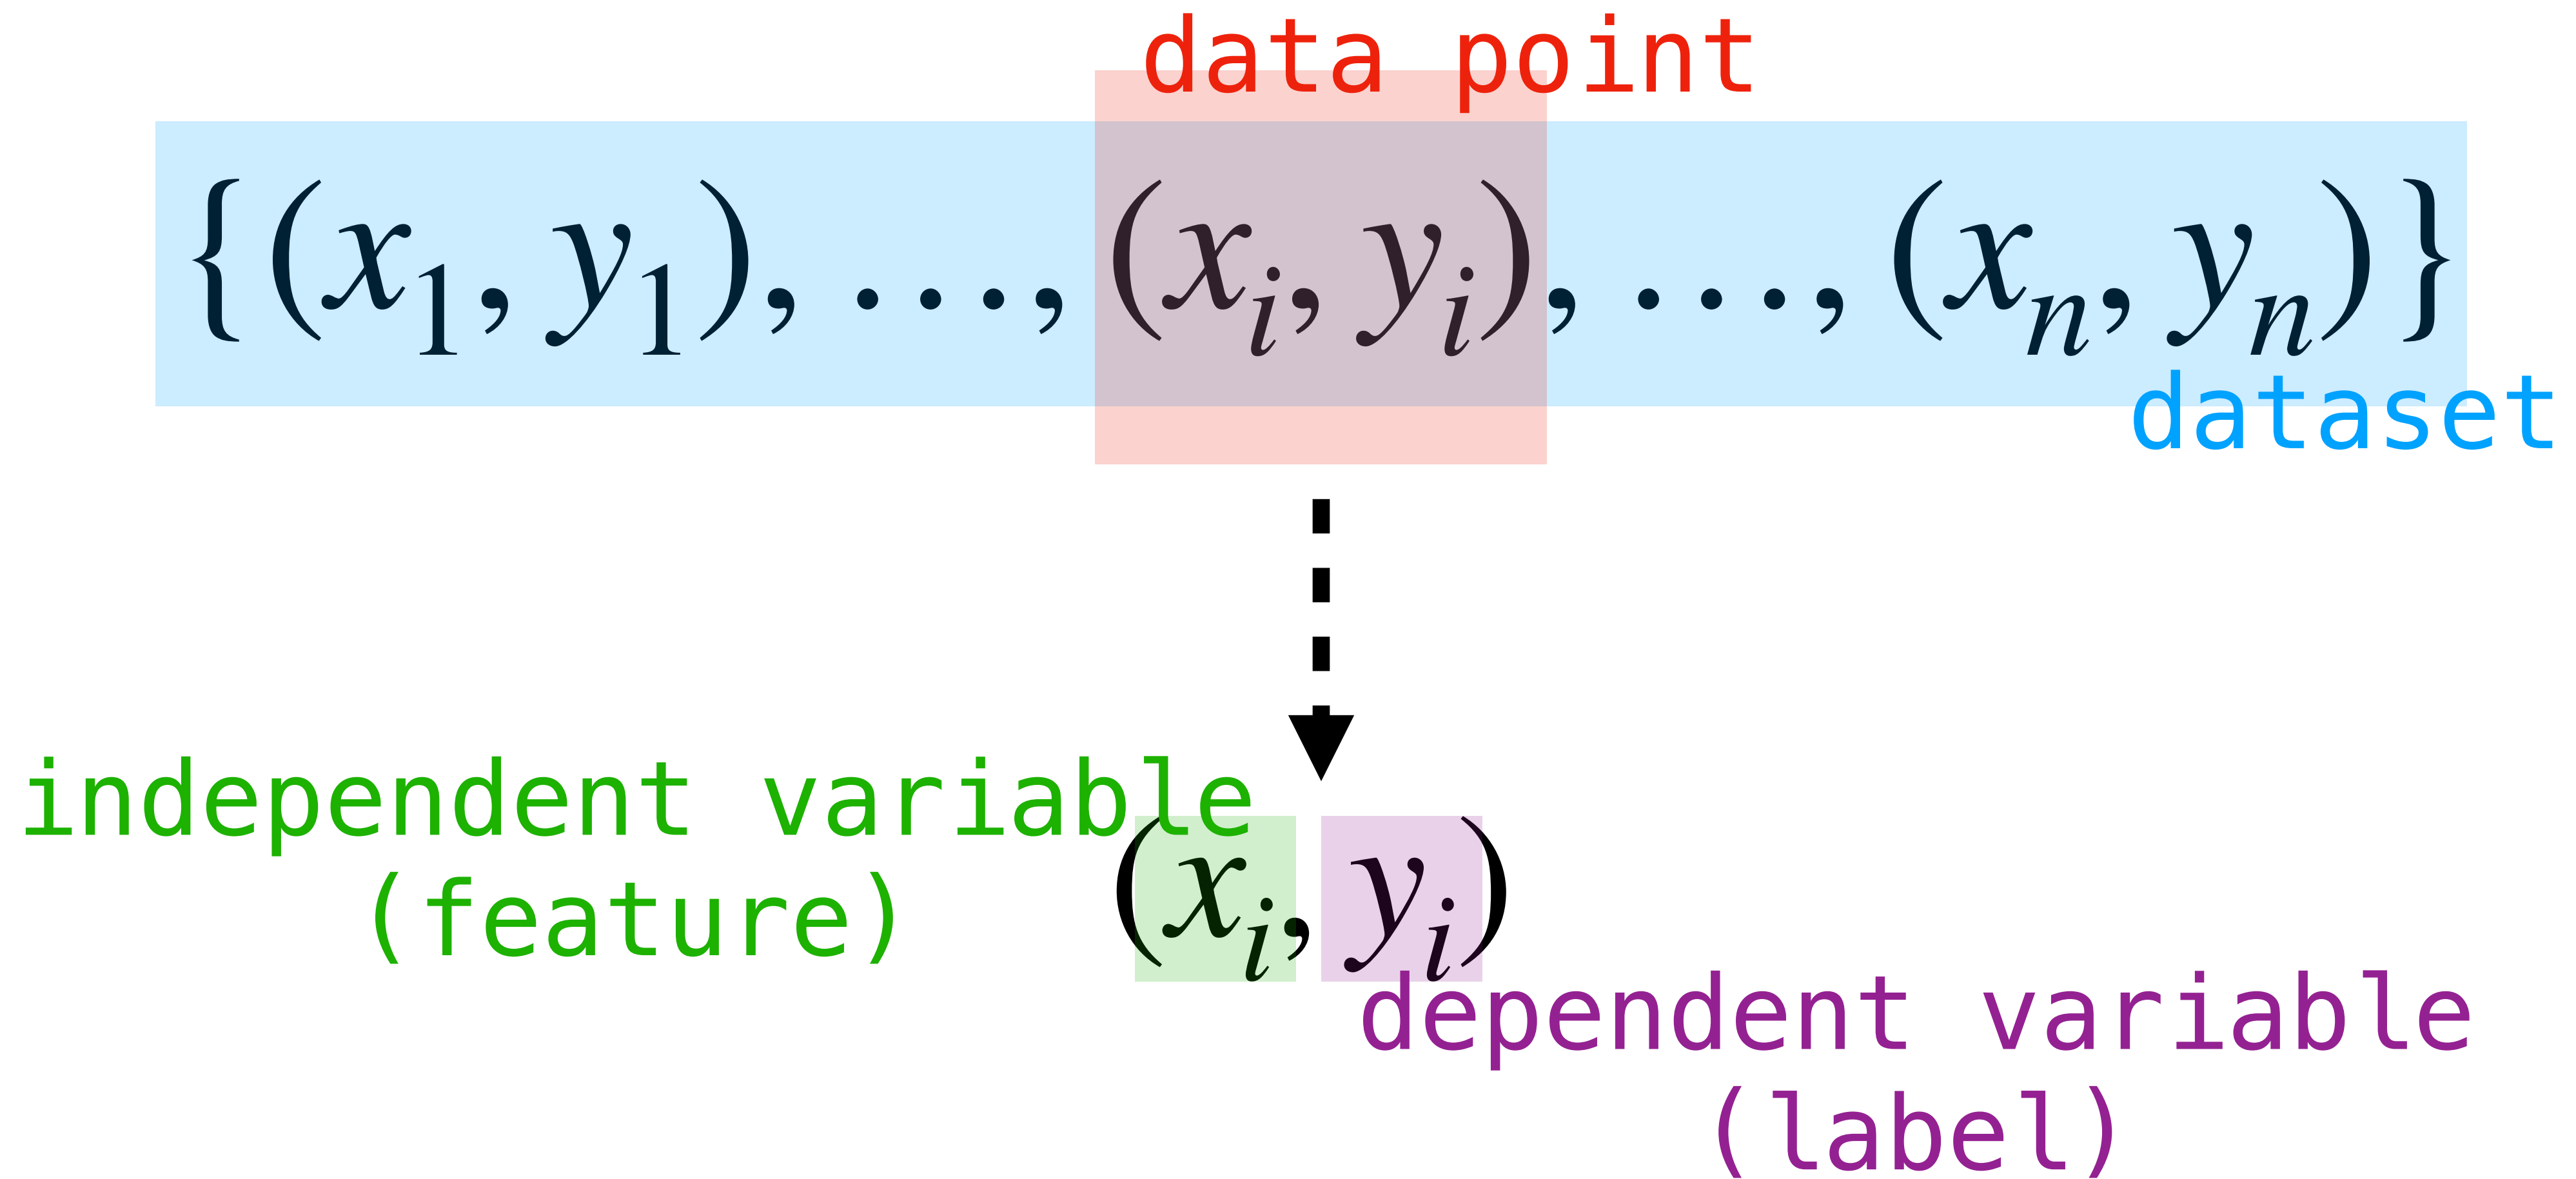 data point
{(x₁, y₁), …, (xᵢ, yᵢ), …, (xₙ, yₙ)}
dataset
independent variable
(feature)
(xᵢ, yᵢ)
dependent variable
(label)